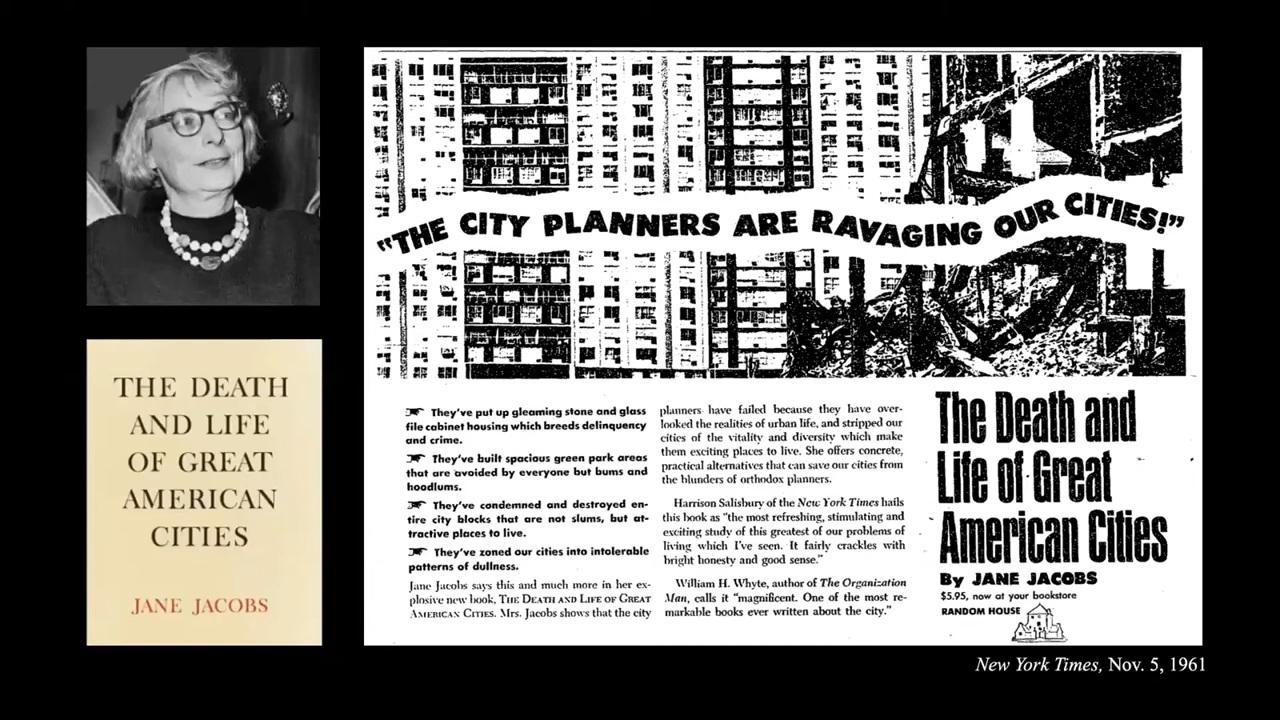 THE DEATH
AND LIFE
OF GREAT
AMERICAN
CITIES
JANE JACOBS
"THE CITY PLANNERS ARE RAVAGING OUR CITIES!"
They've put up gleaming stone and glass
file cabinet housing which breeds delinquency
and crime.
They've built spacious green park areas
that are avoided by everyone but bums and
hoodlums.
They've condemned and destroyed en-
tire city blocks that are not slums, but at-
tractive places to live.
They've zoned our cities into intolerable
patterns of dullness.
Jane Jacobs says this and much more in her ex-
plosive new book, THE DEATH AND LIFE OF GREAT
AMERICAN CITIES. Mrs. Jacobs shows that the city
planners have failed because they have over-
looked the realities of urban life, and stripped our
cities of the vitality and diversity which make
them exciting places to live. She offers concrete,
practical alternatives that can save our cities from
the blunders of orthodox planners.
Harrison Salisbury of the New York Times hails
this book as "the most refreshing, stimulating and
exciting study of this greatest of our problems of
living which I've seen. It fairly crackles with
bright honesty and good sense."
William H. Whyte, author of The Organization
Man, calls it "magnificent. One of the most re-
markable books ever written about the city."
The Death and
Life of Great
American Cities
By JANE JACOBS
$5.95, now at your bookstore
RANDOM HOUSE
New York Times, Nov. 5, 1961